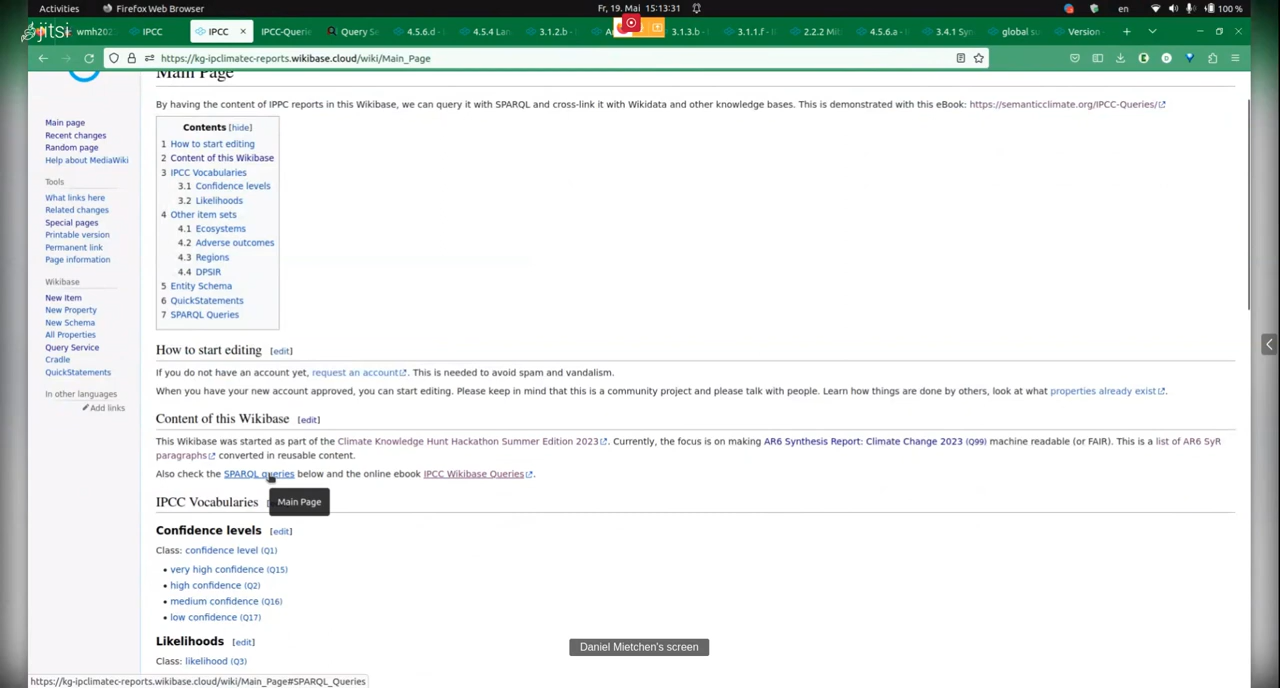 Activities
Firefox Web Browser
Fr, 19. Mai 15:13:31
en
100 %
jitsi
wmh202
IPCC
IPCC
IPCC-Querie
Query Se
4.5.6.d -
4.5.4 Lan
3.1.2.b -
3.1.3.b -
3.1.1.f -
2.2.2 Mit
4.5.6.a -
3.4.1 Syn
global su
Version
https://kg-ipclimatec-reports.wikibase.cloud/wiki/Main_Page
Main Page
Main page
Recent changes
Random page
Help about MediaWiki
Tools
What links here
Related changes
Special pages
Printable version
Permanent link
Page information
Wikibase
New Item
New Property
New Schema
All Properties
Query Service
Cradle
QuickStatements
In other languages
Add links
By having the content of IPPC reports in this Wikibase, we can query it with SPARQL and cross-link it with Wikidata and other knowledge bases. This is demonstrated with this eBook: https://semanticclimate.org/IPCC-Queries/
Contents [hide]
1 How to start editing
2 Content of this Wikibase
3 IPCC Vocabularies
3.1 Confidence levels
3.2 Likelihoods
4 Other item sets
4.1 Ecosystems
4.2 Adverse outcomes
4.3 Regions
4.4 DPSIR
5 Entity Schema
6 QuickStatements
7 SPARQL Queries
How to start editing [edit]
If you do not have an account yet, request an account. This is needed to avoid spam and vandalism.
When you have your new account approved, you can start editing. Please keep in mind that this is a community project and please talk with people. Learn how things are done by others, look at what properties already exist.
Content of this Wikibase [edit]
This Wikibase was started as part of the Climate Knowledge Hunt Hackathon Summer Edition 2023. Currently, the focus is on making AR6 Synthesis Report: Climate Change 2023 (Q99) machine readable (or FAIR). This is a list of AR6 SyR
paragraphs converted in reusable content.
Also check the SPARQL queries below and the online ebook IPCC Wikibase Queries.
Main Page
IPCC Vocabularies
Confidence levels [edit]
Class: confidence level (Q1)
• very high confidence (Q15)
• high confidence (Q2)
• medium confidence (Q16)
• low confidence (Q17)
Likelihoods [edit]
Class: likelihood (Q3)
Daniel Mietchen's screen
https://kg-ipclimatec-reports.wikibase.cloud/wiki/Main_Page#SPARQL_Queries